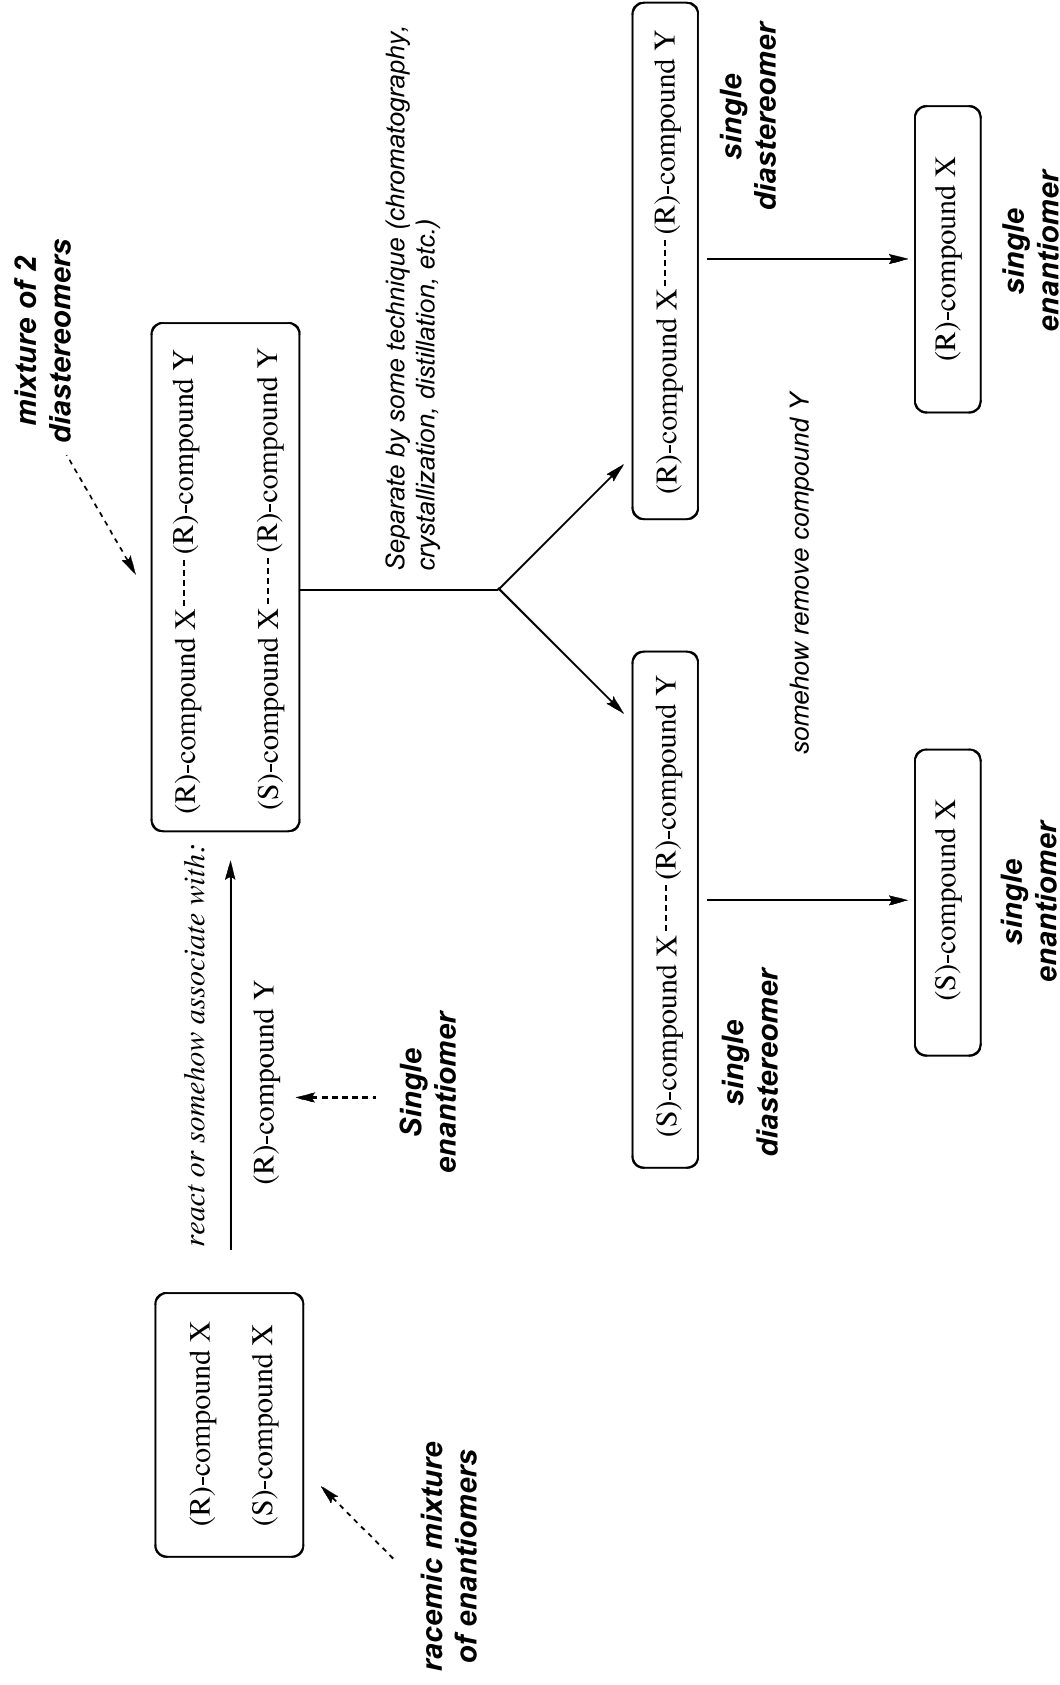 mixture of 2
diastereomers
(R)-compound X------(R)-compound Y
(S)-compound X------(R)-compound Y
react or somehow associate with:
(R)-compound Y
Single
enantiomer
(R)-compound X
(S)-compound X
racemic mixture
of enantiomers
Separate by some technique (chromatography,
crystallization, distillation, etc.)
(S)-compound X------(R)-compound Y
single
diastereomer
(R)-compound X------(R)-compound Y
single
diastereomer
somehow remove compound Y
(S)-compound X
single
enantiomer
(R)-compound X
single
enantiomer